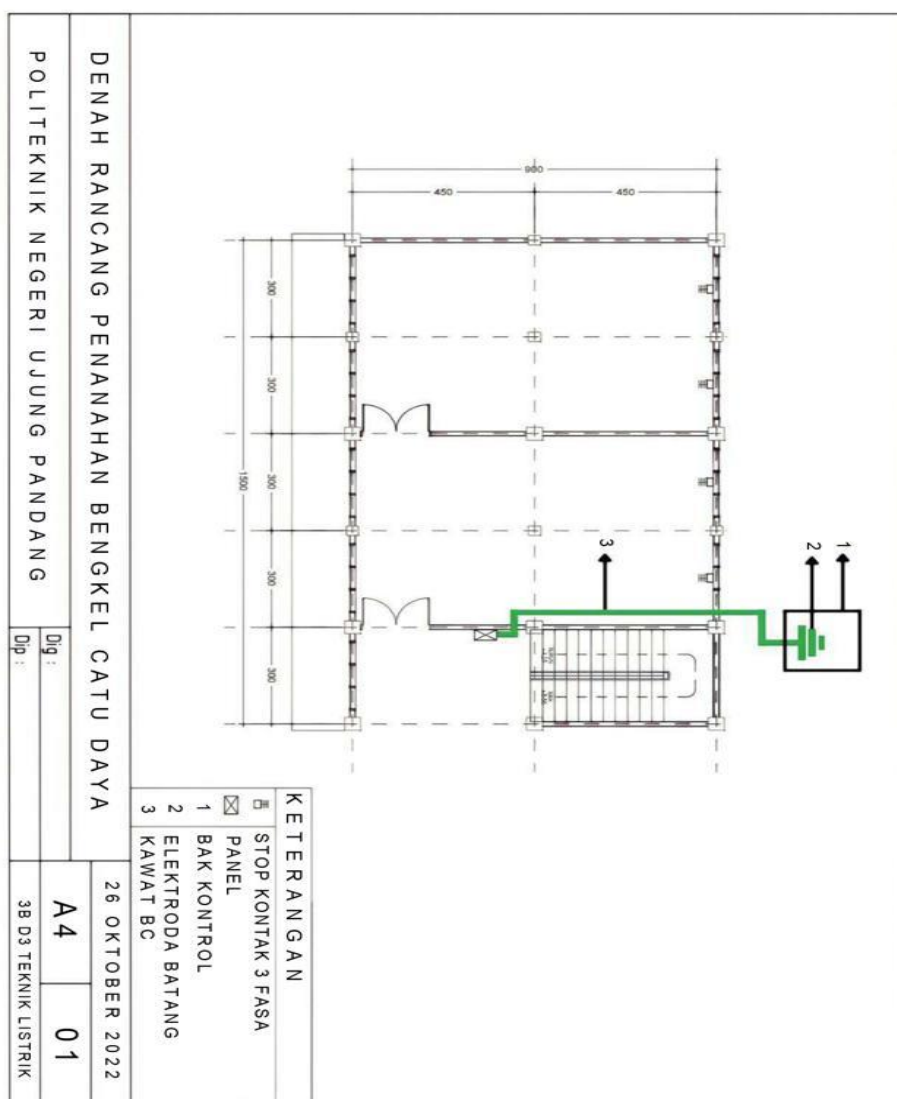 900
450
450
300
300
300
300
300
1500
1
2
3
KETERANGAN
STOP KONTAK 3 FASA
PANEL
1 BAK KONTROL
2 ELEKTRODA BATANG
3 KAWAT BC
DENAH RANCANG PENANAHAN BENGKEL CATU DAYA
26 OKTOBER 2022
POLITEKNIK NEGERI UJUNG PANDANG
Dig :
Dip :
A4
01
3B D3 TEKNIK LISTRIK